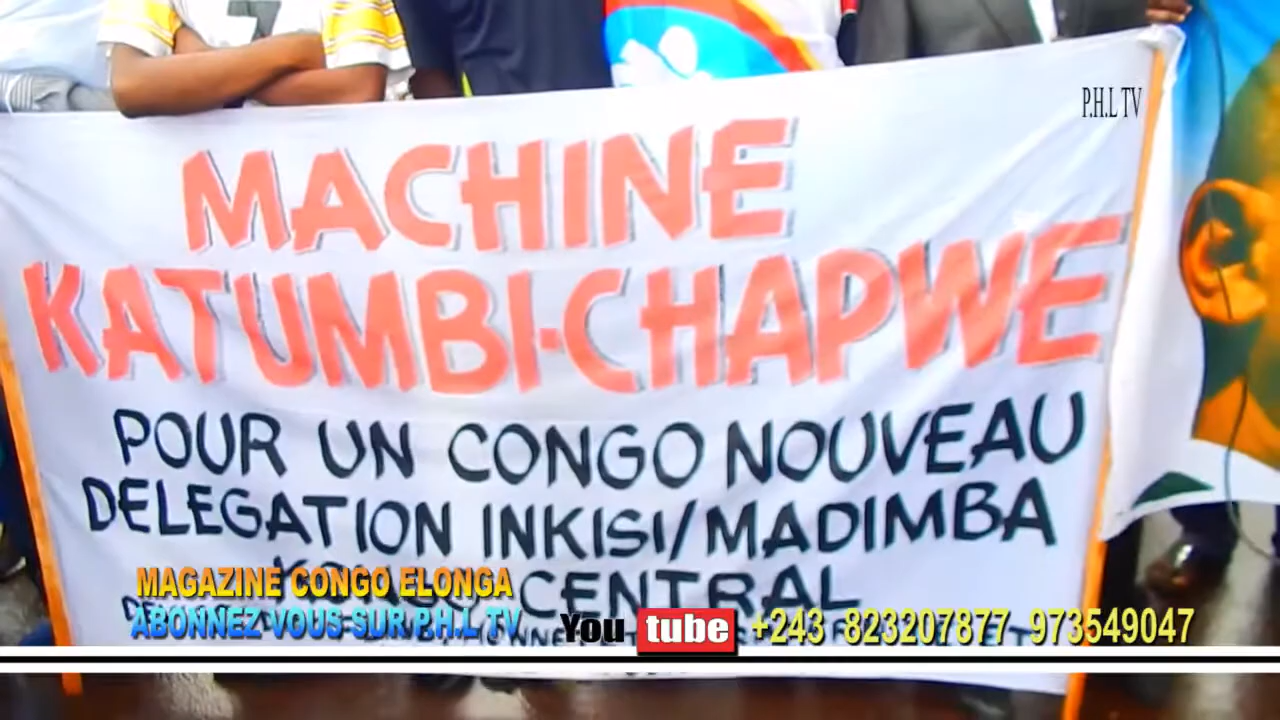 P.H.L TV
MACHINE
KATUMBI-CHAPWE
POUR UN CONGO NOUVEAU
DELEGATION INKISI/MADIMBA
CENTRAL
MAGAZINE CONGO ELONGA
ABONNEZ VOUS SUR P.H.L TV
You tube +243 823207877 973549047